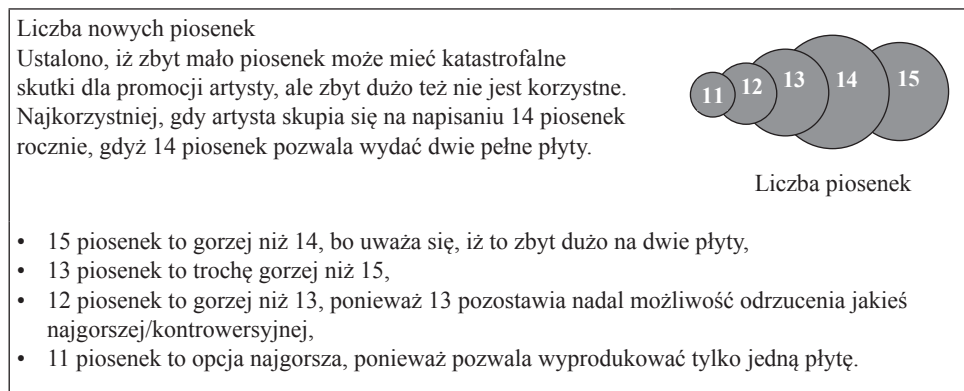 Liczba nowych piosenek
Ustalono, iż zbyt mało piosenek może mieć katastrofalne
skutki dla promocji artysty, ale zbyt dużo też nie jest korzystne.
Najkorzystniej, gdy artysta skupia się na napisaniu 14 piosenek
rocznie, gdyż 14 piosenek pozwala wydać dwie pełne płyty.
11 12 13 14 15
Liczba piosenek
• 15 piosenek to gorzej niż 14, bo uważa się, iż to zbyt dużo na dwie płyty,
• 13 piosenek to trochę gorzej niż 15,
• 12 piosenek to gorzej niż 13, ponieważ 13 pozostawia nadal możliwość odrzucenia jakieś
najgorszej/kontrowersyjnej,
• 11 piosenek to opcja najgorsza, ponieważ pozwala wyprodukować tylko jedną płytę.